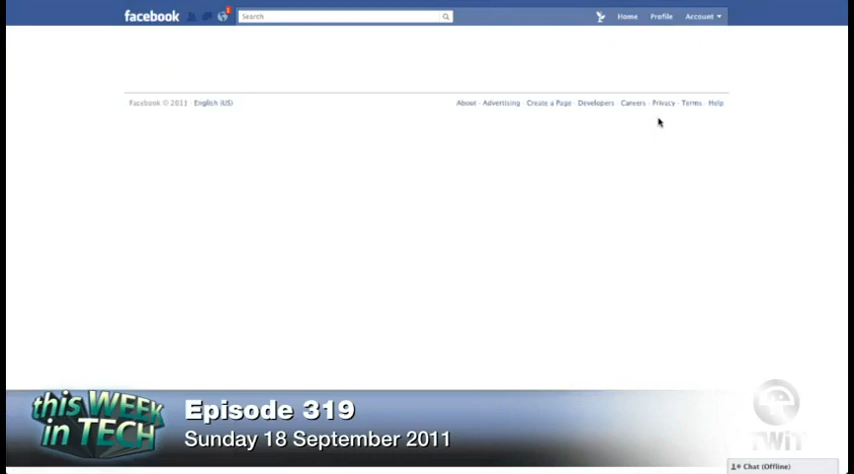 facebook 1 Search Home Profile Account
Facebook © 2011 · English (US) About · Advertising · Create a Page · Developers · Careers · Privacy · Terms · Help
this WEEK
in TECH
Episode 319
Sunday 18 September 2011
TWiT
Chat (Offline)